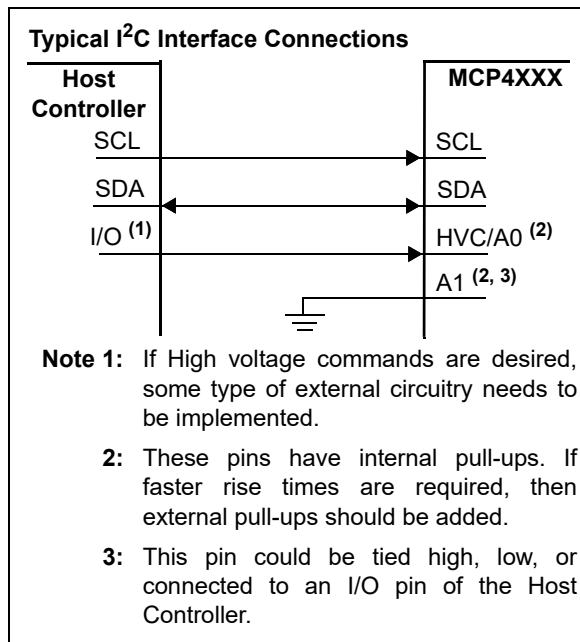 Typical I²C Interface Connections
Host
Controller
MCP4XXX
SCL
SCL
SDA
SDA
I/O (1)
HVC/A0 (2)
A1 (2, 3)
Note 1: If High voltage commands are desired,
some type of external circuitry needs to
be implemented.
2: These pins have internal pull-ups. If
faster rise times are required, then
external pull-ups should be added.
3: This pin could be tied high, low, or
connected to an I/O pin of the Host
Controller.